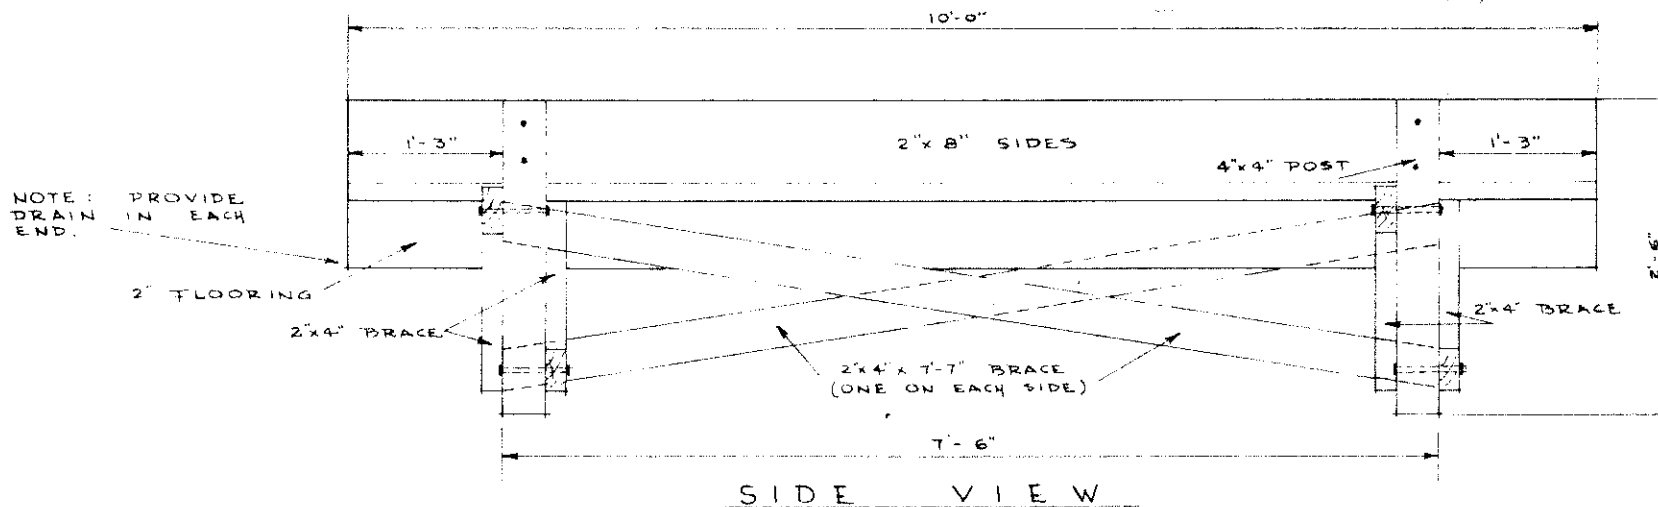 10'-0"
1'-3"
2"x 8" SIDES
1'-3"
4"x4" POST
NOTE: PROVIDE
DRAIN IN EACH
END.
2" FLOORING
2"x4" BRACE
2"x4" BRACE
2"x4" x 7'-7" BRACE
(ONE ON EACH SIDE)
2'-6"
7'-6"
SIDE VIEW